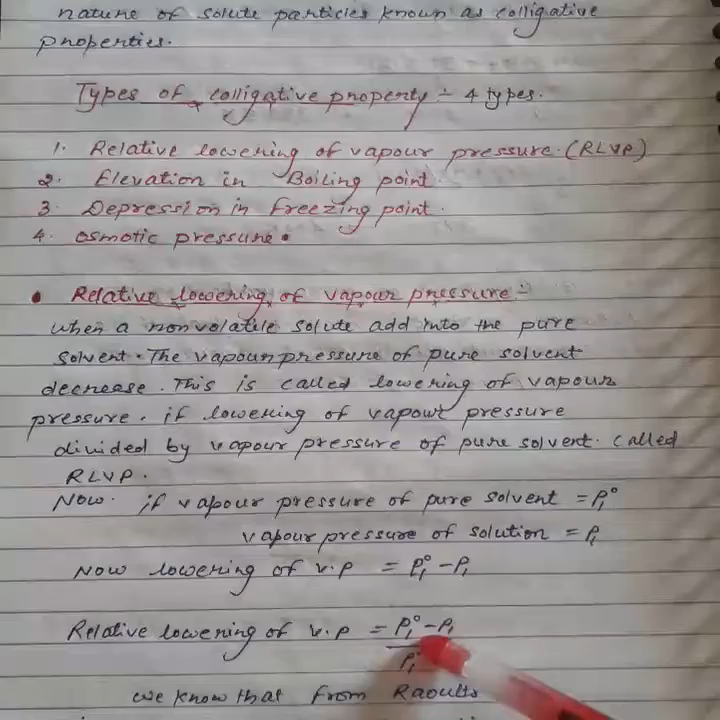 nature of solute particles known as colligative
properties.
Types of colligative property :- 4 types.
1. Relative lowering of vapour pressure. (RLVP)
2. Elevation in Boiling point.
3. Depression in freezing point.
4. Osmotic pressure.
• Relative lowering of vapour pressure :-
when a nonvolatile solute add into the pure
solvent. The vapour pressure of pure solvent
decrease. This is called lowering of vapour
pressure. if lowering of vapour pressure
divided by vapour pressure of pure solvent. called
RLVP.
Now. if vapour pressure of pure solvent = P₁°
vapour pressure of solution = P₁
Now lowering of v.p = P₁° - P₁
Relative lowering of v.p = P₁° - P₁
P₁
we know that from Raoults